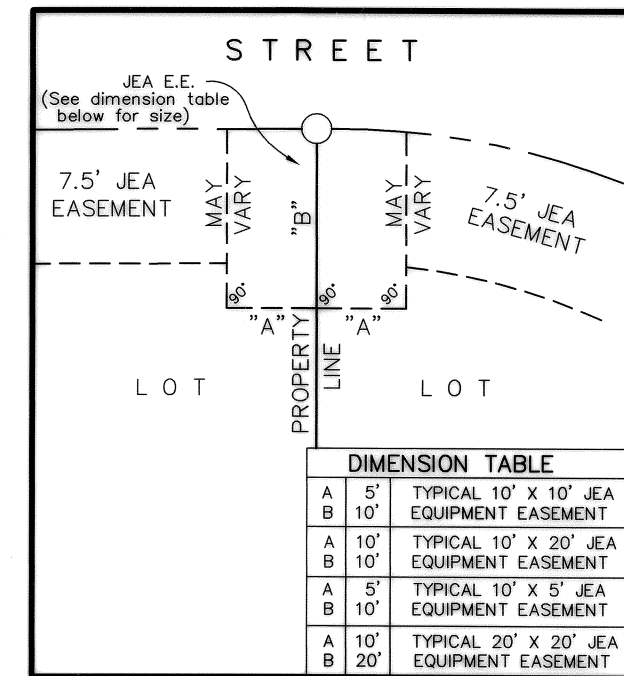 STREET
JEA E.E.
(See dimension table
below for size)
7.5' JEA
EASEMENT
MAY
VARY
"B"
MAY
VARY
7.5' JEA
EASEMENT
90°
90°
90°
"A"
"A"
PROPERTY
LINE
LOT
LOT
DIMENSION TABLE
A 5' TYPICAL 10' X 10' JEA
B 10' EQUIPMENT EASEMENT
A 10' TYPICAL 10' X 20' JEA
B 10' EQUIPMENT EASEMENT
A 5' TYPICAL 10' X 5' JEA
B 10' EQUIPMENT EASEMENT
A 10' TYPICAL 20' X 20' JEA
B 20' EQUIPMENT EASEMENT